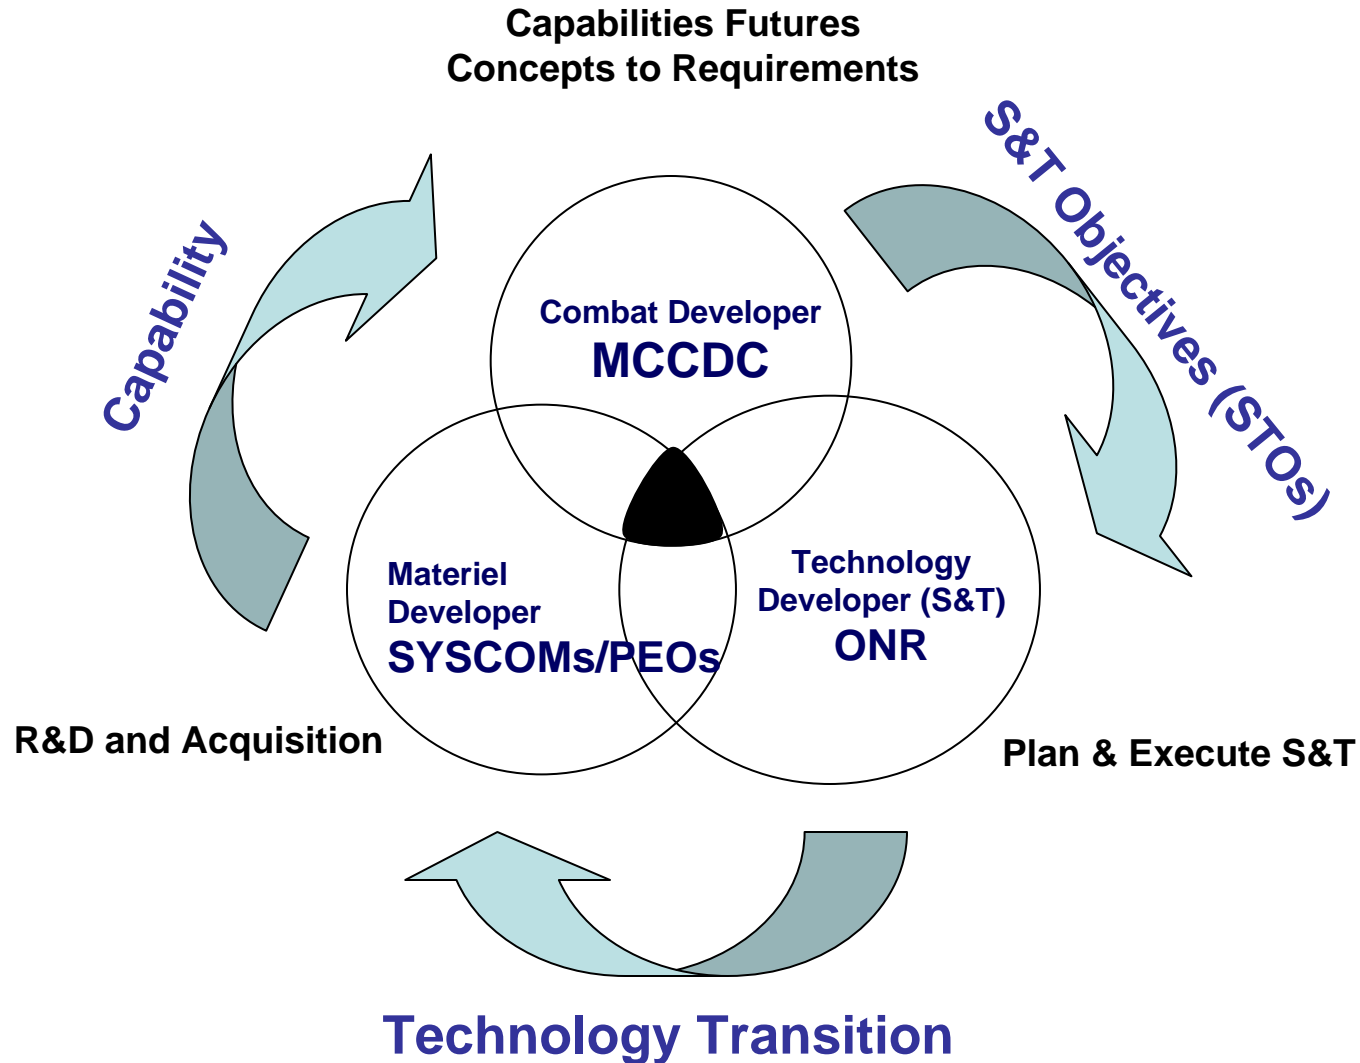 Capabilities Futures
Concepts to Requirements
S&T Objectives (STOs)
Capability
Combat Developer
MCCDC
Materiel
Developer
SYSCOMs/PEOs
Technology
Developer (S&T)
ONR
R&D and Acquisition
Plan & Execute S&T
Technology Transition